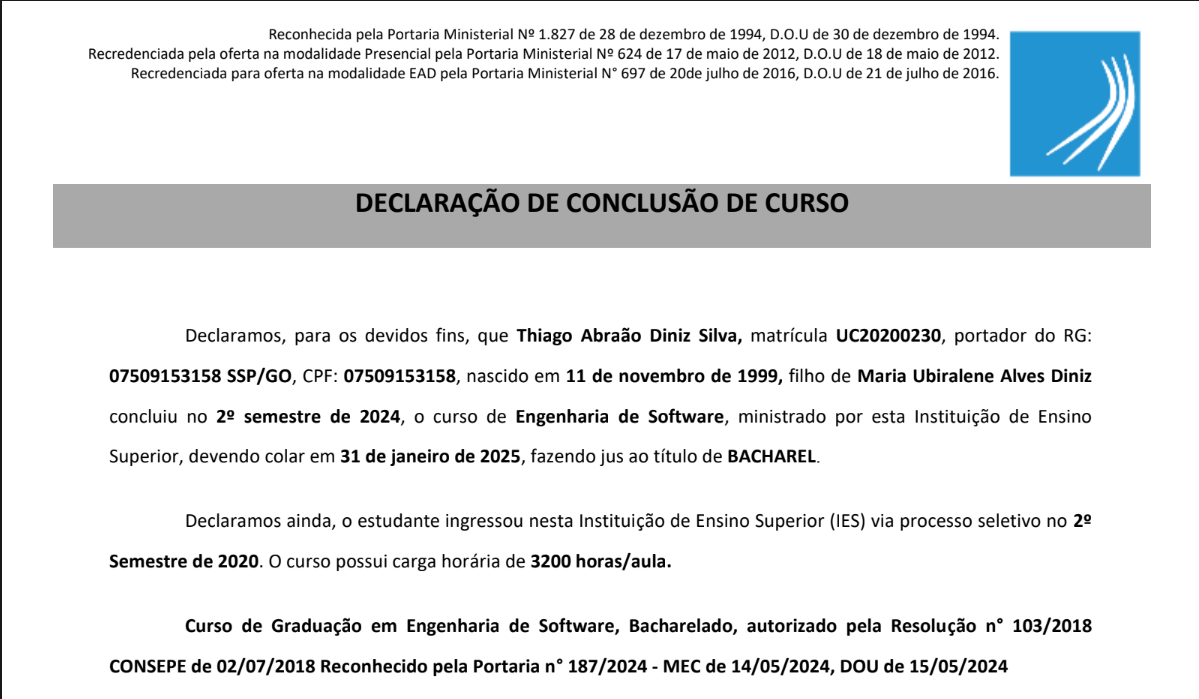 Reconhecida pela Portaria Ministerial Nº 1.827 de 28 de dezembro de 1994, D.O.U de 30 de dezembro de 1994.
Recredenciada pela oferta na modalidade Presencial pela Portaria Ministerial Nº 624 de 17 de maio de 2012, D.O.U de 18 de maio de 2012.
Recredenciada para oferta na modalidade EAD pela Portaria Ministerial N° 697 de 20de julho de 2016, D.O.U de 21 de julho de 2016.
DECLARAÇÃO DE CONCLUSÃO DE CURSO
Declaramos, para os devidos fins, que Thiago Abraão Diniz Silva, matrícula UC20200230, portador do RG:
07509153158 SSP/GO, CPF: 07509153158, nascido em 11 de novembro de 1999, filho de Maria Ubiralene Alves Diniz
concluiu no 2º semestre de 2024, o curso de Engenharia de Software, ministrado por esta Instituição de Ensino
Superior, devendo colar em 31 de janeiro de 2025, fazendo jus ao título de BACHAREL.
Declaramos ainda, o estudante ingressou nesta Instituição de Ensino Superior (IES) via processo seletivo no 2º
Semestre de 2020. O curso possui carga horária de 3200 horas/aula.
Curso de Graduação em Engenharia de Software, Bacharelado, autorizado pela Resolução n° 103/2018
CONSEPE de 02/07/2018 Reconhecido pela Portaria n° 187/2024 - MEC de 14/05/2024, DOU de 15/05/2024